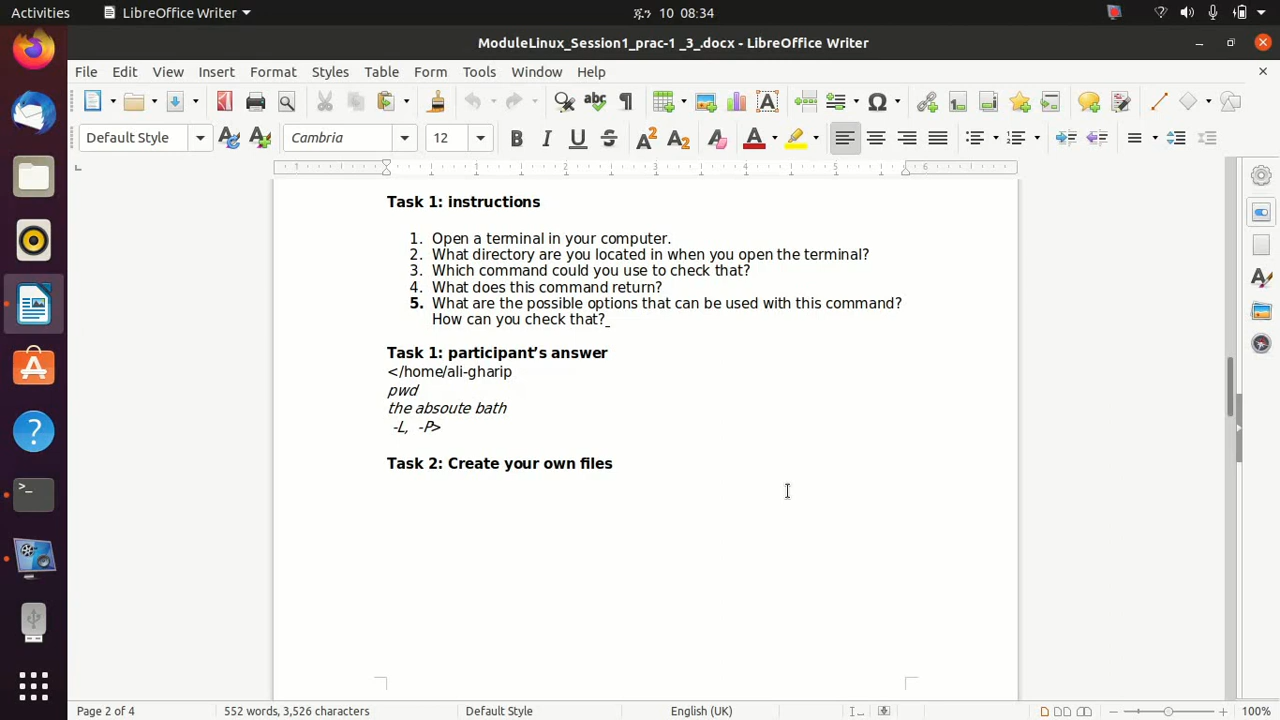 Activities
LibreOffice Writer
10 08:34
ModuleLinux_Session1_prac-1 _3_.docx - LibreOffice Writer
File Edit View Insert Format Styles Table Form Tools Window Help
Default Style
Cambria
12
Task 1: instructions
1. Open a terminal in your computer.
2. What directory are you located in when you open the terminal?
3. Which command could you use to check that?
4. What does this command return?
5. What are the possible options that can be used with this command?
How can you check that?
Task 1: participant’s answer
</home/ali-gharip
pwd
the absoute bath
-L, -P>
Task 2: Create your own files
Page 2 of 4
552 words, 3,526 characters
Default Style
English (UK)
100%